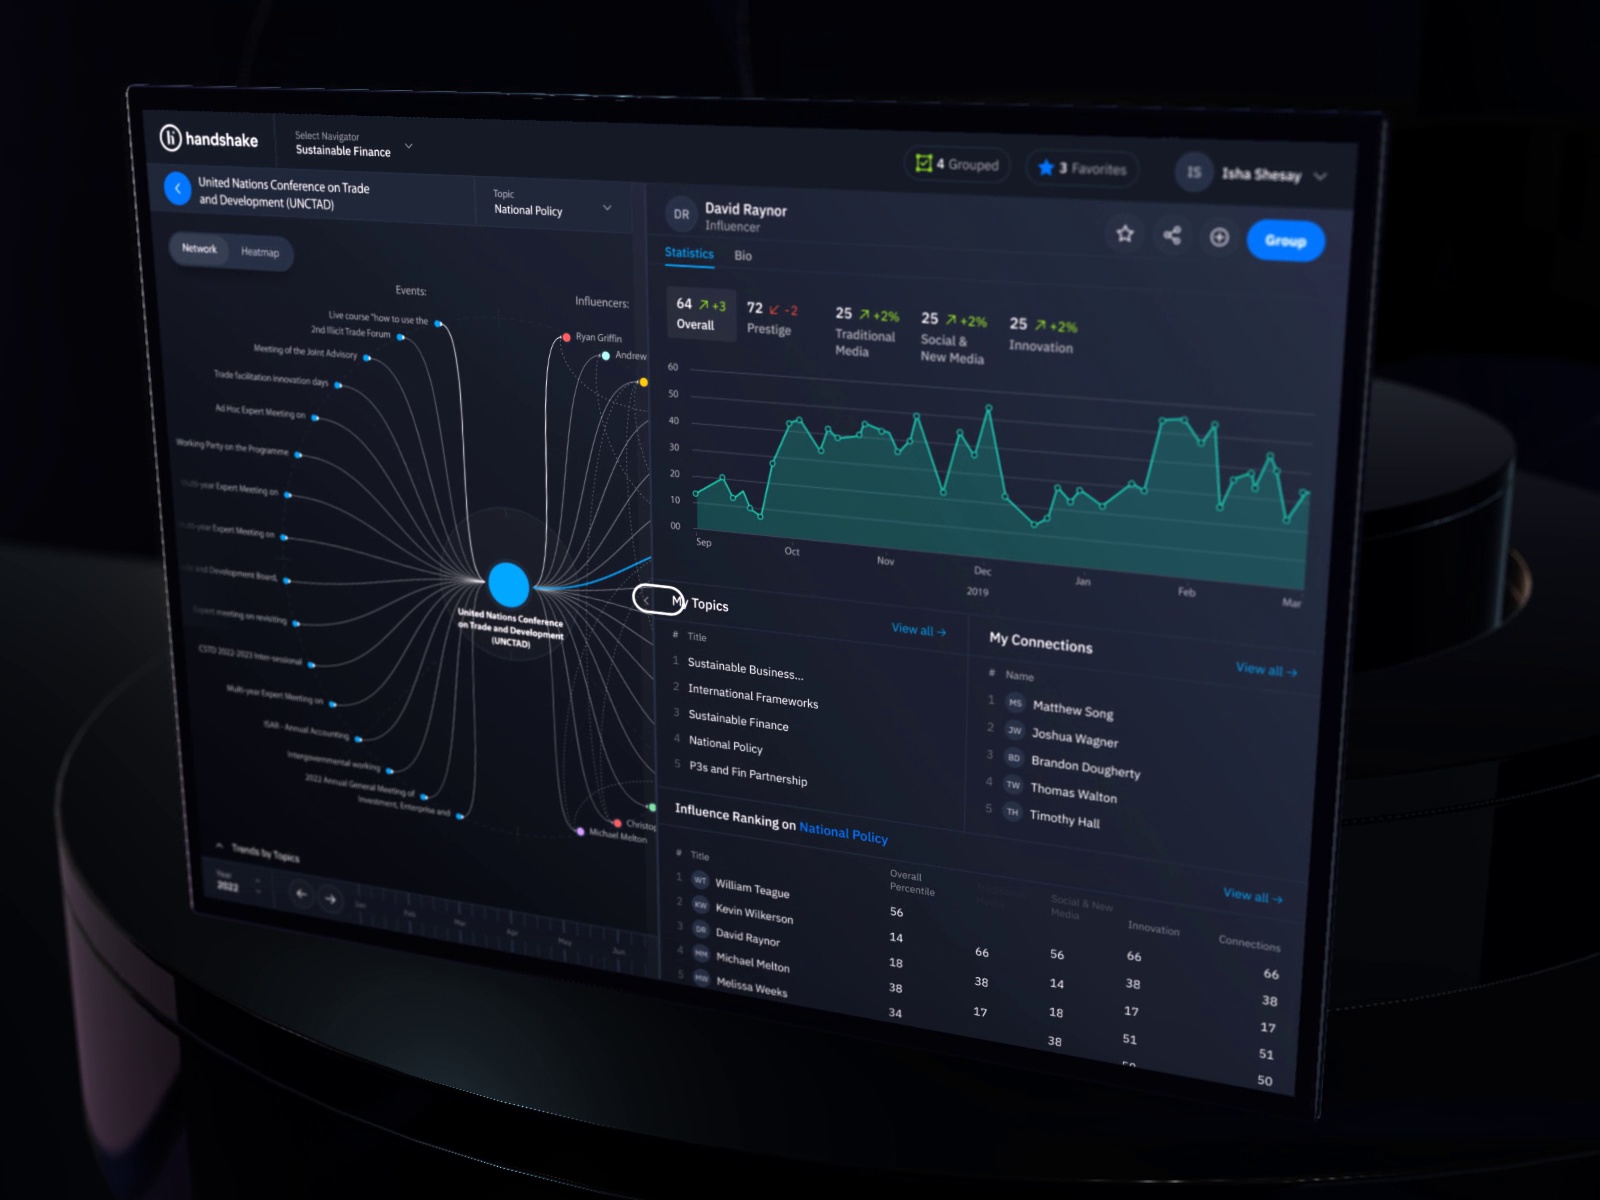 handshake
Select Navigator
Sustainable Finance
4 Grouped
3 Favorites
IS
Isha Shesay
United Nations Conference on Trade
and Development (UNCTAD)
Topic
National Policy
Network
Heatmap
Events:
Influencers:
Live course "how to use the
2nd Illicit Trade Forum
Meeting of the Joint Advisory
Trade facilitation innovation days
Ad Hoc Expert Meeting on
Working Party on the Programme
Multi-year Expert Meeting on
Multi-year Expert Meeting on
and Development Board,
Expert meeting on revisiting
CSTD 2022-2023 Inter-sessional
Multi-year Expert Meeting on
ISAR - Annual Accounting
Intergovernmental working
2022 Annual General Meeting of
Investment, Enterprise and
Ryan Griffin
Andrew
United Nations Conference
on Trade and Development
(UNCTAD)
Christop
Michael Melton
Trends by Topics
Year
2022
Jan
Feb
Mar
Apr
May
Jun
DR
David Raynor
Influencer
Group
Statistics
Bio
64 +3
Overall
72 -2
Prestige
25 +2%
Traditional
Media
25 +2%
Social &
New Media
25 +2%
Innovation
60
50
40
30
20
10
00
Sep
Oct
Nov
Dec
Jan
Feb
Mar
2019
My Topics
View all
# Title
1 Sustainable Business...
2 International Frameworks
3 Sustainable Finance
4 National Policy
5 P3s and Fin Partnership
My Connections
View all
# Name
1 MS Matthew Song
2 JW Joshua Wagner
3 BD Brandon Dougherty
4 TW Thomas Walton
5 TH Timothy Hall
Influence Ranking on National Policy
View all
# Title
Overall
Percentile
Social & New
Media
Innovation
Connections
1 WT William Teague
2 KW Kevin Wilkerson
3 DR David Raynor
4 MM Michael Melton
5 MW Melissa Weeks
56
14
18
38
34
66
38
17
56
14
18
38
66
38
17
51
66
38
17
51
50